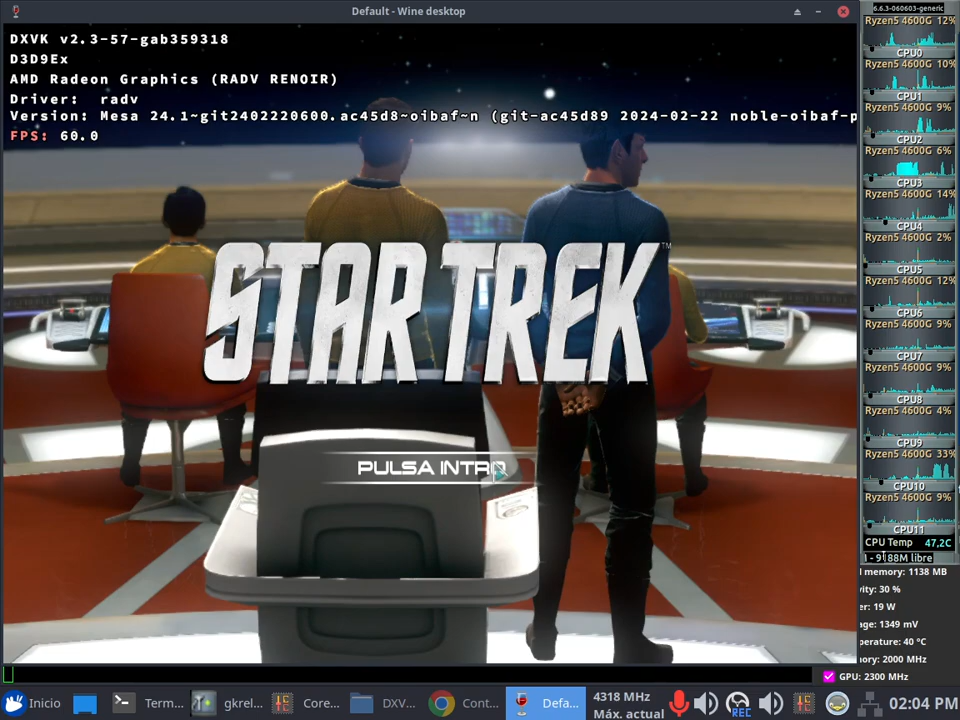 Default - Wine desktop
DXVK v2.3-57-gab359318
D3D9Ex
AMD Radeon Graphics (RADV RENOIR)
Driver: radv
Version: Mesa 24.1~git2402220600.ac45d8~oibaf~n (git-ac45d89 2024-02-22 noble-oibaf-p
FPS: 60.0
STAR TREK™
PULSA INTRO
6.6.3-060603-generic
Ryzen5 4600G 12%
CPU0
Ryzen5 4600G 10%
CPU1
Ryzen5 4600G 9%
CPU2
Ryzen5 4600G 6%
CPU3
Ryzen5 4600G 14%
CPU4
Ryzen5 4600G 2%
CPU5
Ryzen5 4600G 12%
CPU6
Ryzen5 4600G 9%
CPU7
Ryzen5 4600G 9%
CPU8
Ryzen5 4600G 4%
CPU9
Ryzen5 4600G 33%
CPU10
Ryzen5 4600G 9%
CPU11
CPU Temp 47,2C
88M libre
memory: 1138 MB
vity: 30 %
er: 19 W
age: 1349 mV
perature: 40 °C
ory: 2000 MHz
GPU: 2300 MHz
Inicio
Term...
gkrel...
Core...
DXV...
Cont...
Defa...
4318 MHz
Máx. actual
REC
02:04 PM